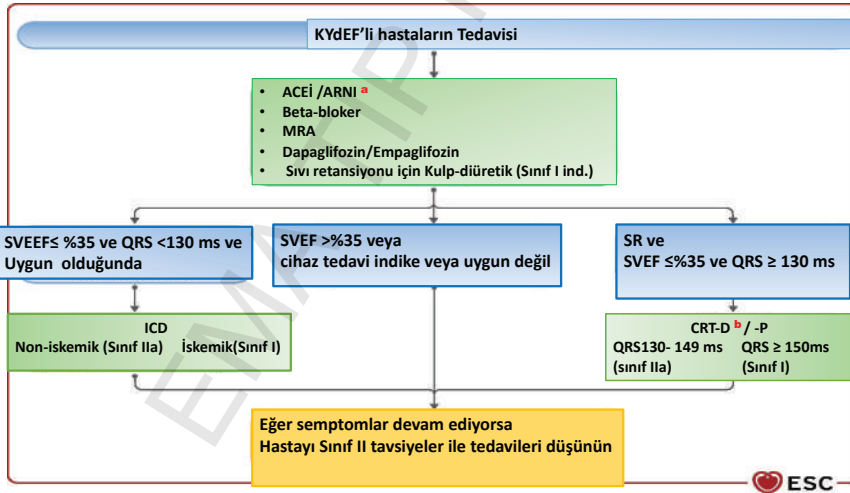 KYdEF'li hastaların Tedavisi
• ACEİ /ARNI a
• Beta-bloker
• MRA
• Dapaglifozin/Empaglifozin
• Sıvı retansiyonu için Kulp-diüretik (Sınıf I ind.)
SVEEF≤ %35 ve QRS <130 ms ve
Uygun olduğunda
SVEF >%35 veya
cihaz tedavi indike veya uygun değil
SR ve
SVEF ≤%35 ve QRS ≥ 130 ms
ICD
Non-iskemik (Sınıf IIa) İskemik(Sınıf I)
CRT-D b / -P
QRS130- 149 ms QRS ≥ 150ms
(sınıf IIa) (Sınıf I)
Eğer semptomlar devam ediyorsa
Hastayı Sınıf II tavsiyeler ile tedavileri düşünün
ESC
EMA TIP